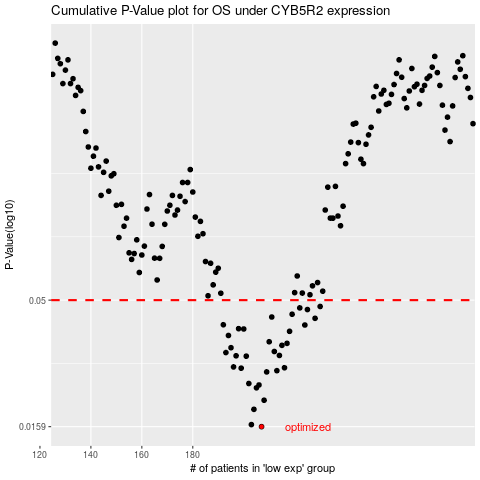 Cumulative P-Value plot for OS under CYB5R2 expression
P-Value(log10)
0.05
0.0159
optimized
120 140 160 180
# of patients in 'low exp' group